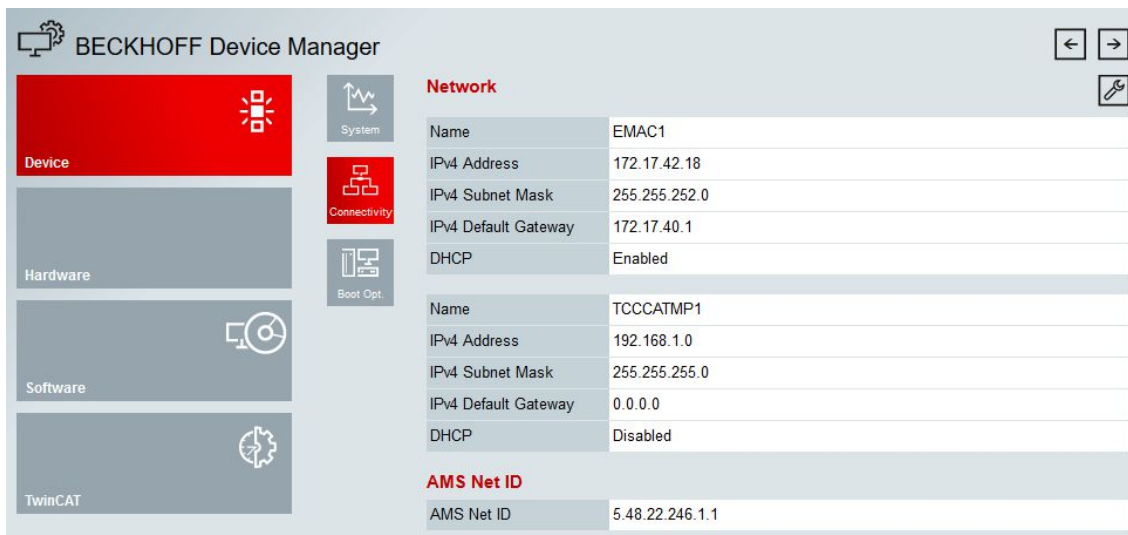 BECKHOFF Device Manager
Device
Hardware
Software
TwinCAT
System
Connectivity
Boot Opt.
Network
Name EMAC1
IPv4 Address 172.17.42.18
IPv4 Subnet Mask 255.255.252.0
IPv4 Default Gateway 172.17.40.1
DHCP Enabled
Name TCCCATMP1
IPv4 Address 192.168.1.0
IPv4 Subnet Mask 255.255.255.0
IPv4 Default Gateway 0.0.0.0
DHCP Disabled
AMS Net ID
AMS Net ID 5.48.22.246.1.1